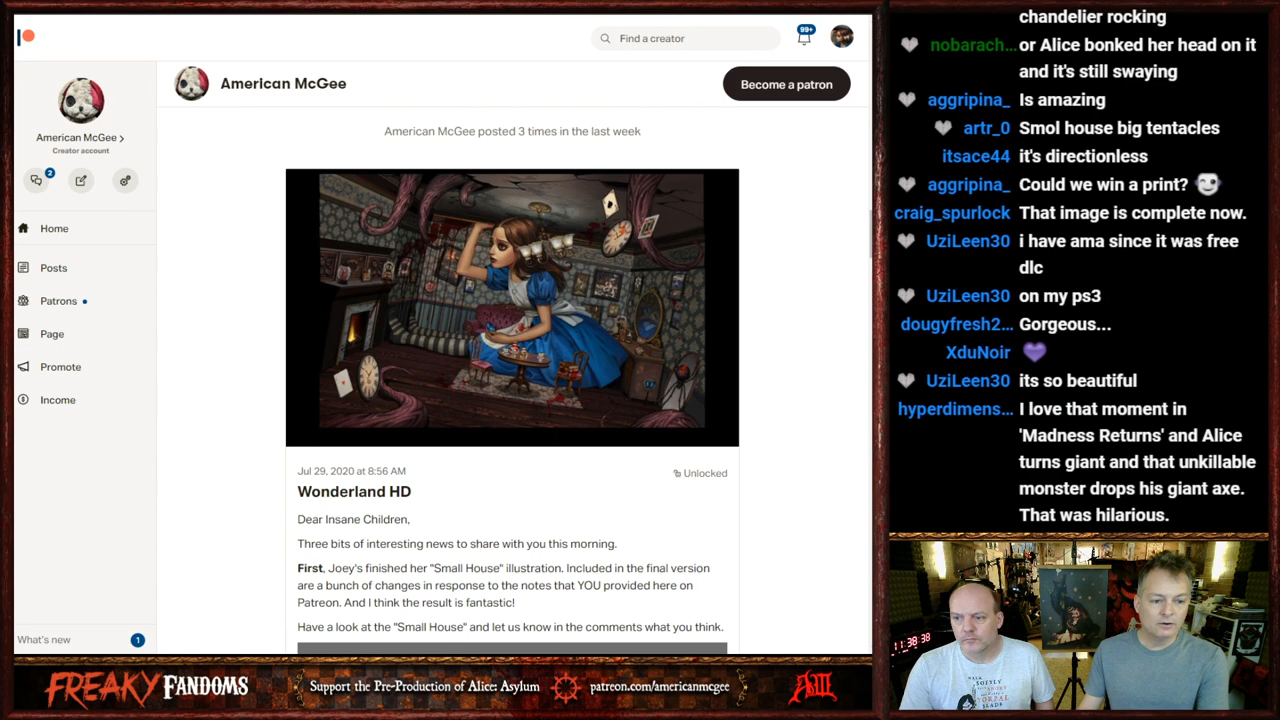 Find a creator
99+
American McGee
Become a patron
American McGee
Creator account
2
Home
Posts
Patrons
Page
Promote
Income
What's new
1
American McGee posted 3 times in the last week
Jul 29, 2020 at 8:56 AM
Unlocked
Wonderland HD
Dear Insane Children,
Three bits of interesting news to share with you this morning.
First, Joey's finished her "Small House" illustration. Included in the final version
are a bunch of changes in response to the notes that YOU provided here on
Patreon. And I think the result is fantastic!
Have a look at the "Small House" and let us know in the comments what you think.
chandelier rocking
nobarach... or Alice bonked her head on it
and it's still swaying
aggripina_ Is amazing
artr_0 Smol house big tentacles
itsace44 it's directionless
aggripina_ Could we win a print?
craig_spurlock That image is complete now.
UziLeen30 i have ama since it was free
dlc
UziLeen30 on my ps3
dougyfresh2... Gorgeous...
XduNoir
UziLeen30 its so beautiful
hyperdimens... I love that moment in
'Madness Returns' and Alice
turns giant and that unkillable
monster drops his giant axe.
That was hilarious.
11:38:38
SOFTLY
VORPAL
BLADE
FREAKY FANDOMS
Support the Pre-Production of Alice: Asylum
patreon.com/americanmcgee